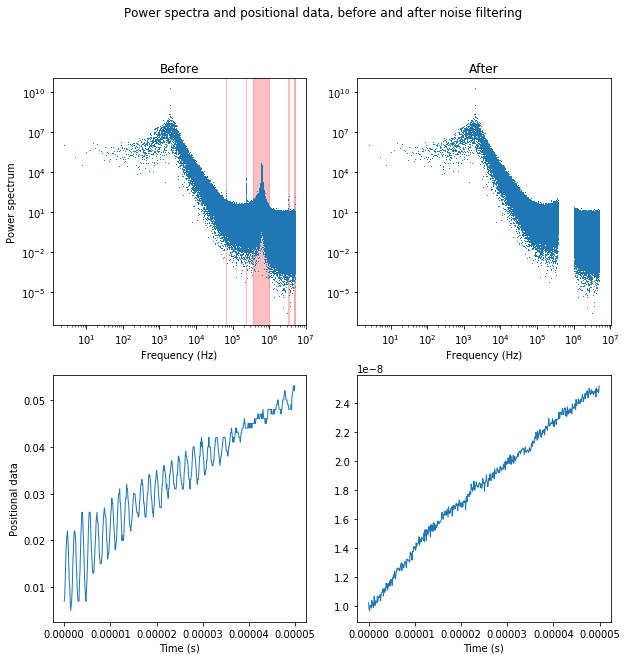 Power spectra and positional data, before and after noise filtering
Before
After
Power spectrum
10^10
10^7
10^4
10^1
10^-2
10^-5
10^1 10^2 10^3 10^4 10^5 10^6 10^7
Frequency (Hz)
10^10
10^7
10^4
10^1
10^-2
10^-5
10^1 10^2 10^3 10^4 10^5 10^6 10^7
Frequency (Hz)
Positional data
0.05
0.04
0.03
0.02
0.01
0.00000 0.00001 0.00002 0.00003 0.00004 0.00005
Time (s)
1e−8
2.4
2.2
2.0
1.8
1.6
1.4
1.2
1.0
0.00000 0.00001 0.00002 0.00003 0.00004 0.00005
Time (s)